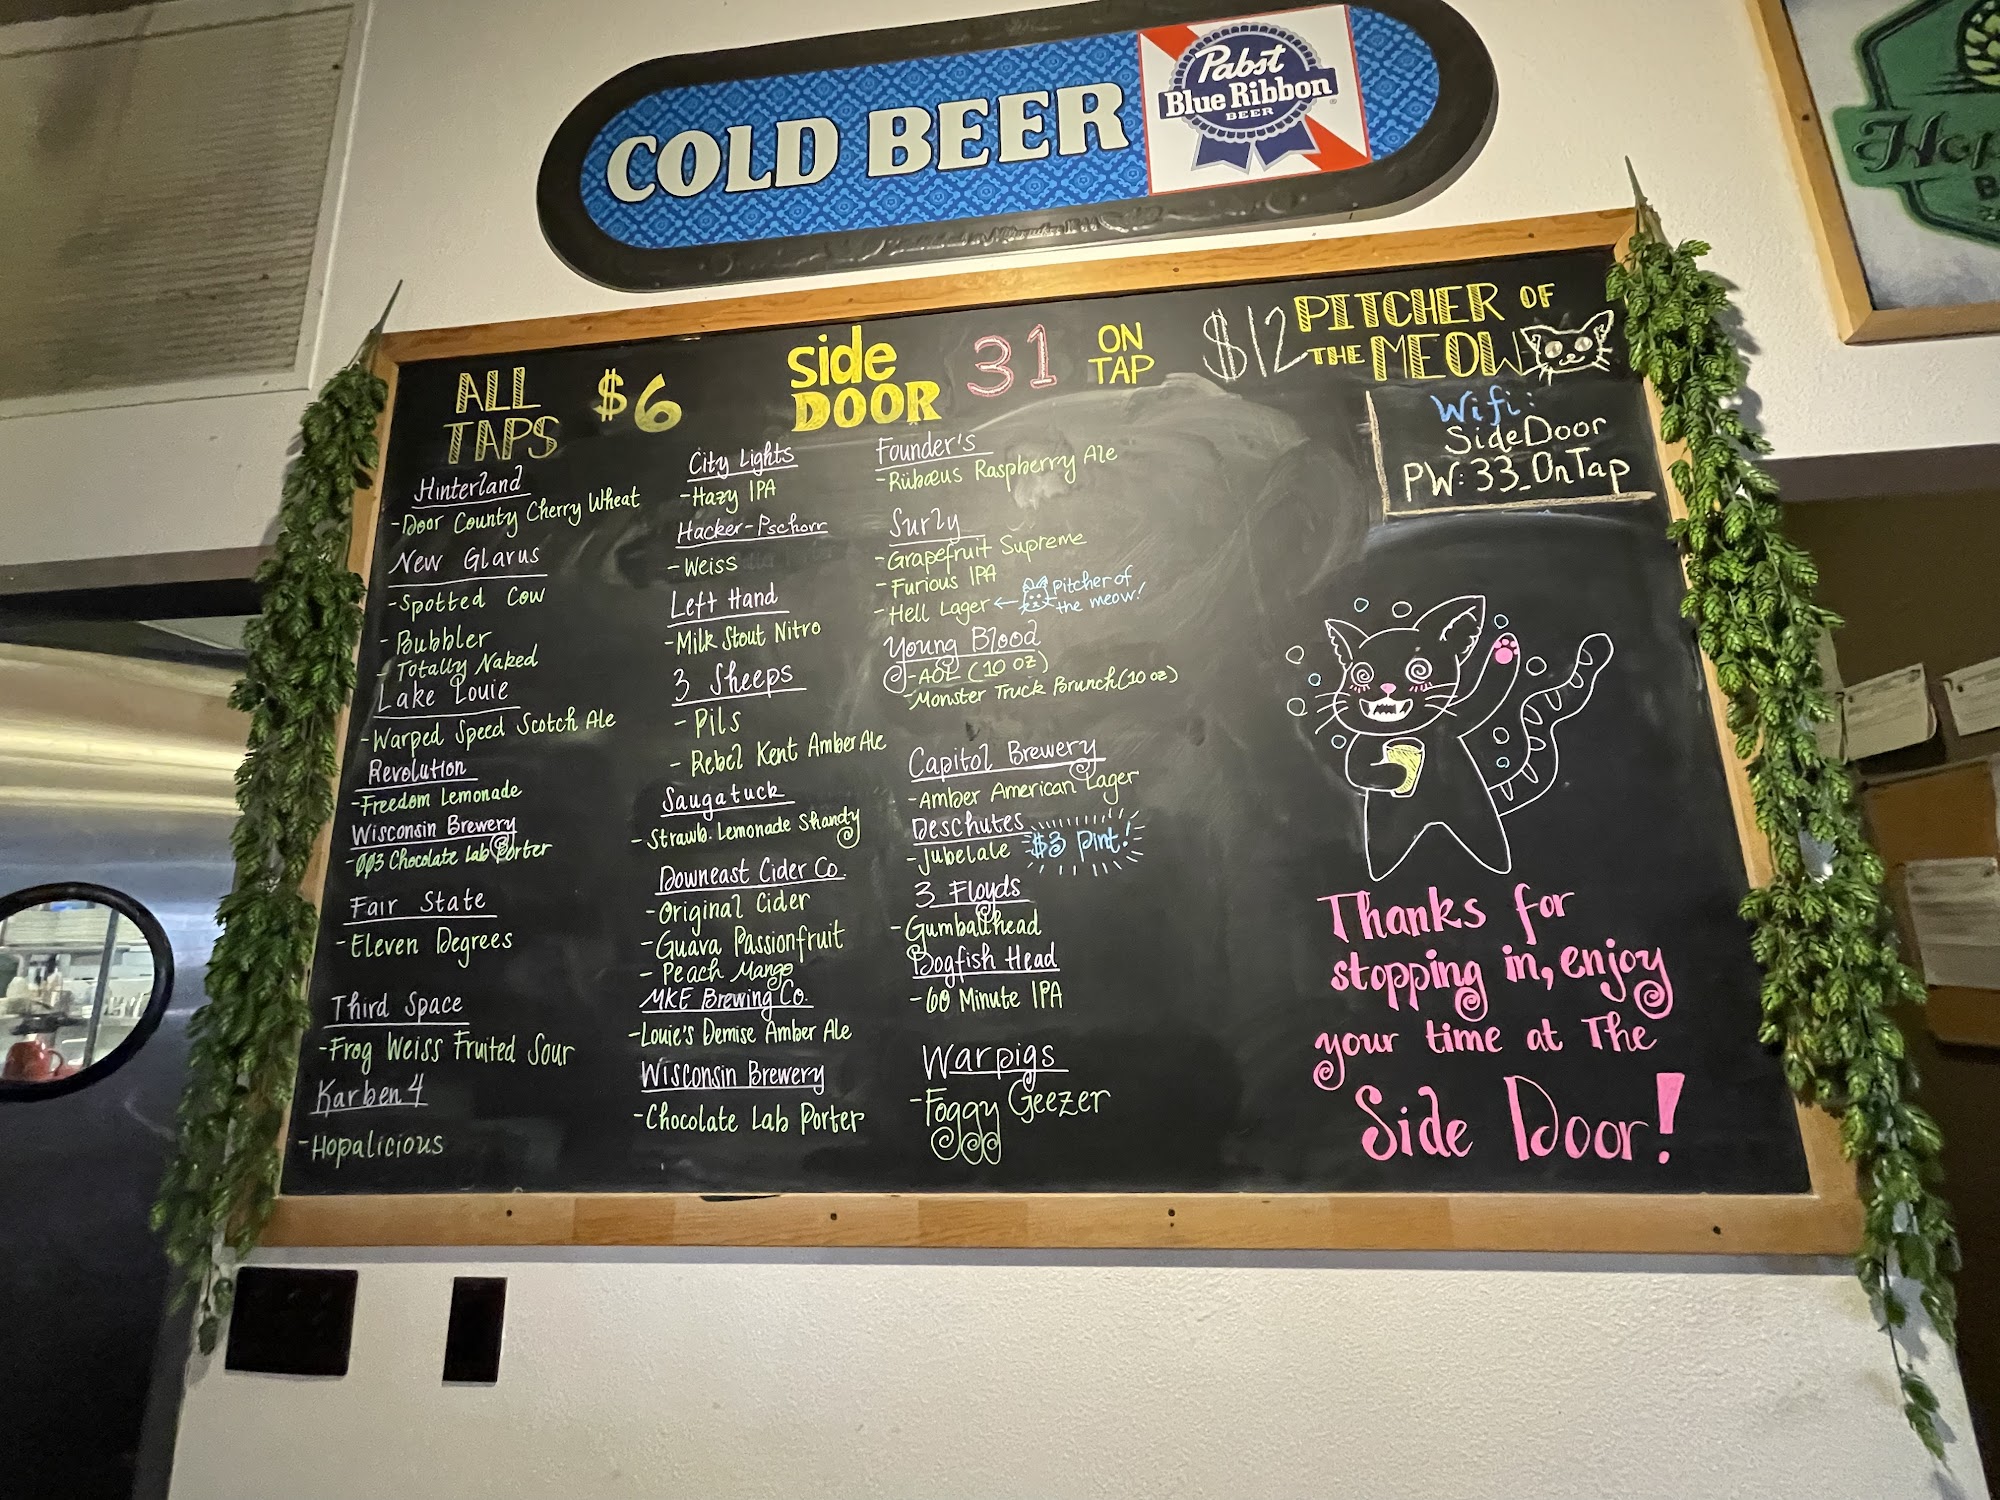 COLD BEER
Pabst
Blue Ribbon
BEER
ALL
TAPS
$6
Side
DOOR
31
ON
TAP
$12
PITCHER OF
THE MEOW
Wifi:
SideDoor
PW: 33_OnTap
Hinterland
-Door County Cherry Wheat
New Glarus
-Spotted Cow
-Bubbler
-Totally Naked
Lake Louie
-Warped Speed Scotch Ale
Revolution
-Freedom Lemonade
Wisconsin Brewery
-003 Chocolate Lab Porter
Fair State
-Eleven Degrees
Third Space
-Frog Weiss Fruited Sour
Karben 4
-Hopalicious
City Lights
-Hazy IPA
Hacker-Pschorr
-Weiss
Left Hand
-Milk Stout Nitro
3 Sheeps
-Pils
-Rebel Kent Amber Ale
Saugatuck
-Strawb. Lemonade Shandy
Downeast Cider Co.
-Original Cider
-Guava Passionfruit
-Peach Mango
MKE Brewing Co.
-Louie's Demise Amber Ale
Wisconsin Brewery
-Chocolate Lab Porter
Founder's
-Rübæus Raspberry Ale
Surly
-Grapefruit Supreme
-Furious IPA
-Hell Lager ← pitcher of
the meow!
Young Blood
-AOL (10 oz)
-Monster Truck Brunch (10 oz)
Capitol Brewery
-Amber American Lager
Deschutes
-Jubelale $3 pint!
3 Floyds
-Gumballhead
Dogfish Head
-60 Minute IPA
Warpigs
-Foggy Geezer
Thanks for
stopping in, enjoy
your time at The
Side Door!